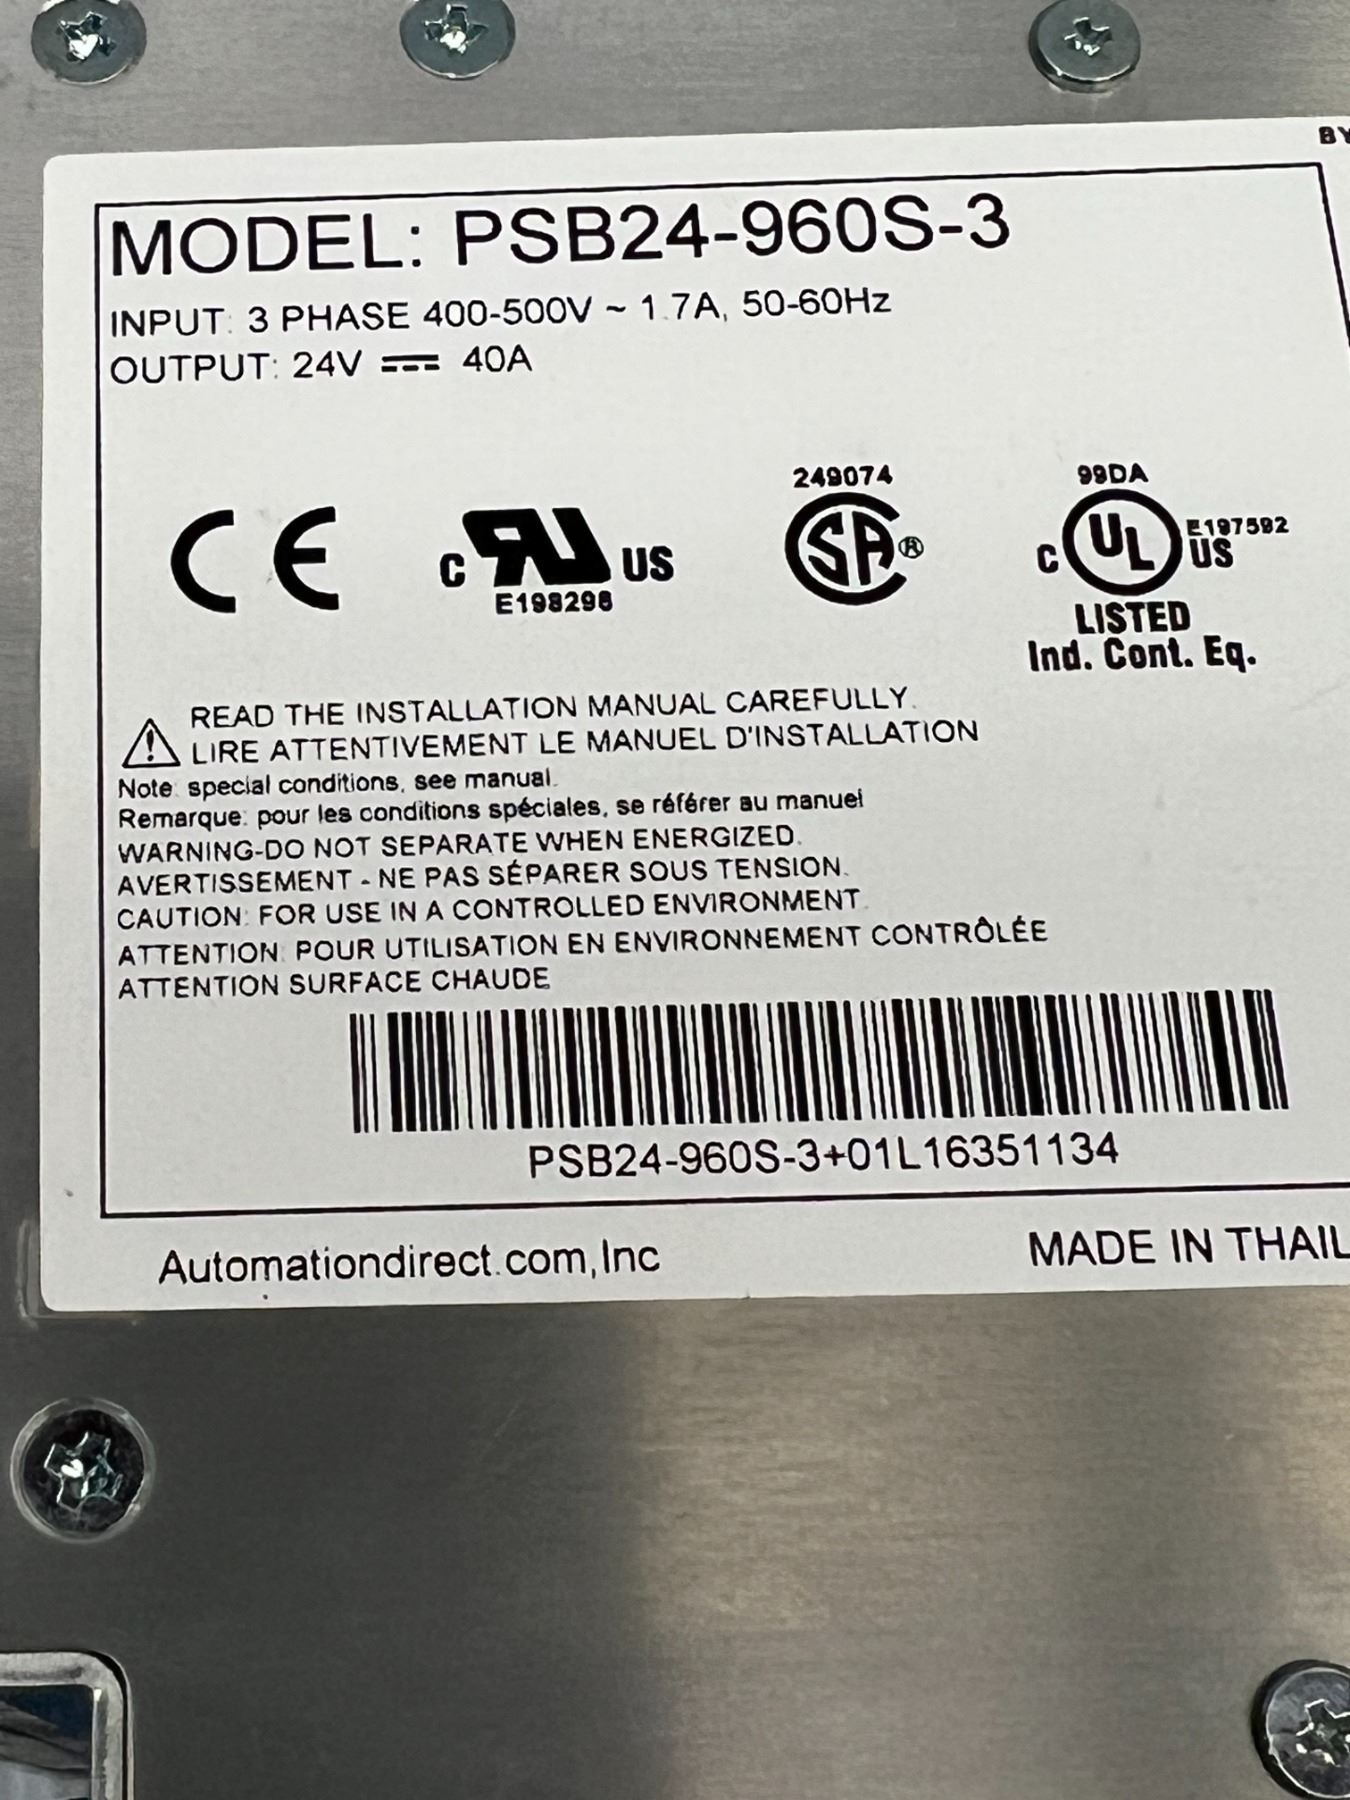 BY
MODEL: PSB24-960S-3
INPUT: 3 PHASE 400-500V ~ 1.7A, 50-60Hz
OUTPUT: 24V ⎓ 40A
CE
C RU US
E198298
249074
SA®
99DA
C UL US E197592
LISTED
Ind. Cont. Eq.
READ THE INSTALLATION MANUAL CAREFULLY.
LIRE ATTENTIVEMENT LE MANUEL D'INSTALLATION
Note: special conditions, see manual.
Remarque: pour les conditions spéciales, se référer au manuel
WARNING-DO NOT SEPARATE WHEN ENERGIZED.
AVERTISSEMENT - NE PAS SÉPARER SOUS TENSION.
CAUTION: FOR USE IN A CONTROLLED ENVIRONMENT.
ATTENTION: POUR UTILISATION EN ENVIRONNEMENT CONTRÔLÉE
ATTENTION SURFACE CHAUDE
PSB24-960S-3+01L16351134
Automationdirect.com,Inc
MADE IN THAIL